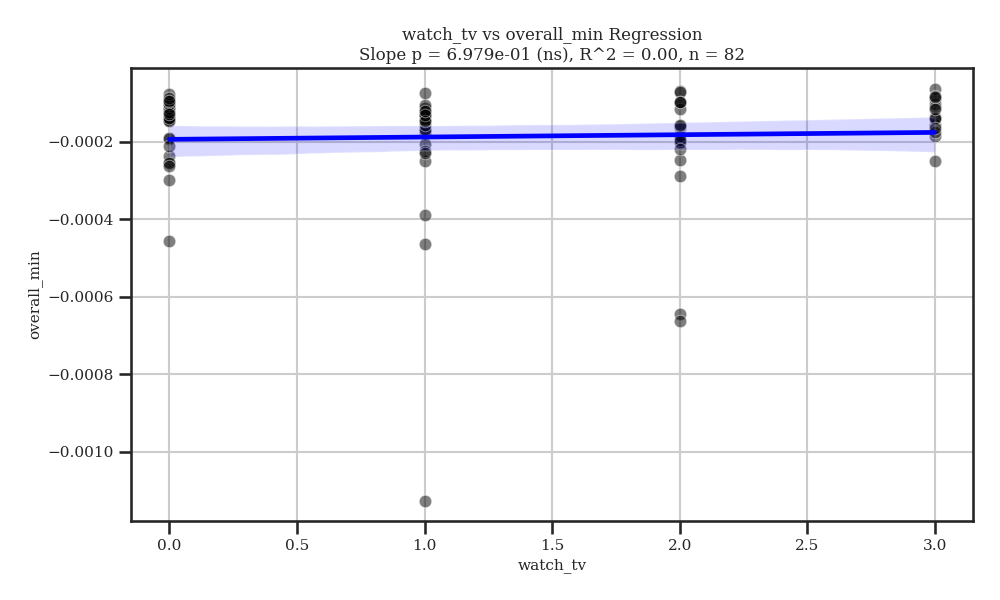 watch_tv vs overall_min Regression
Slope p = 6.979e-01 (ns), R^2 = 0.00, n = 82
overall_min
−0.0002
−0.0004
−0.0006
−0.0008
−0.0010
0.0 0.5 1.0 1.5 2.0 2.5 3.0
watch_tv